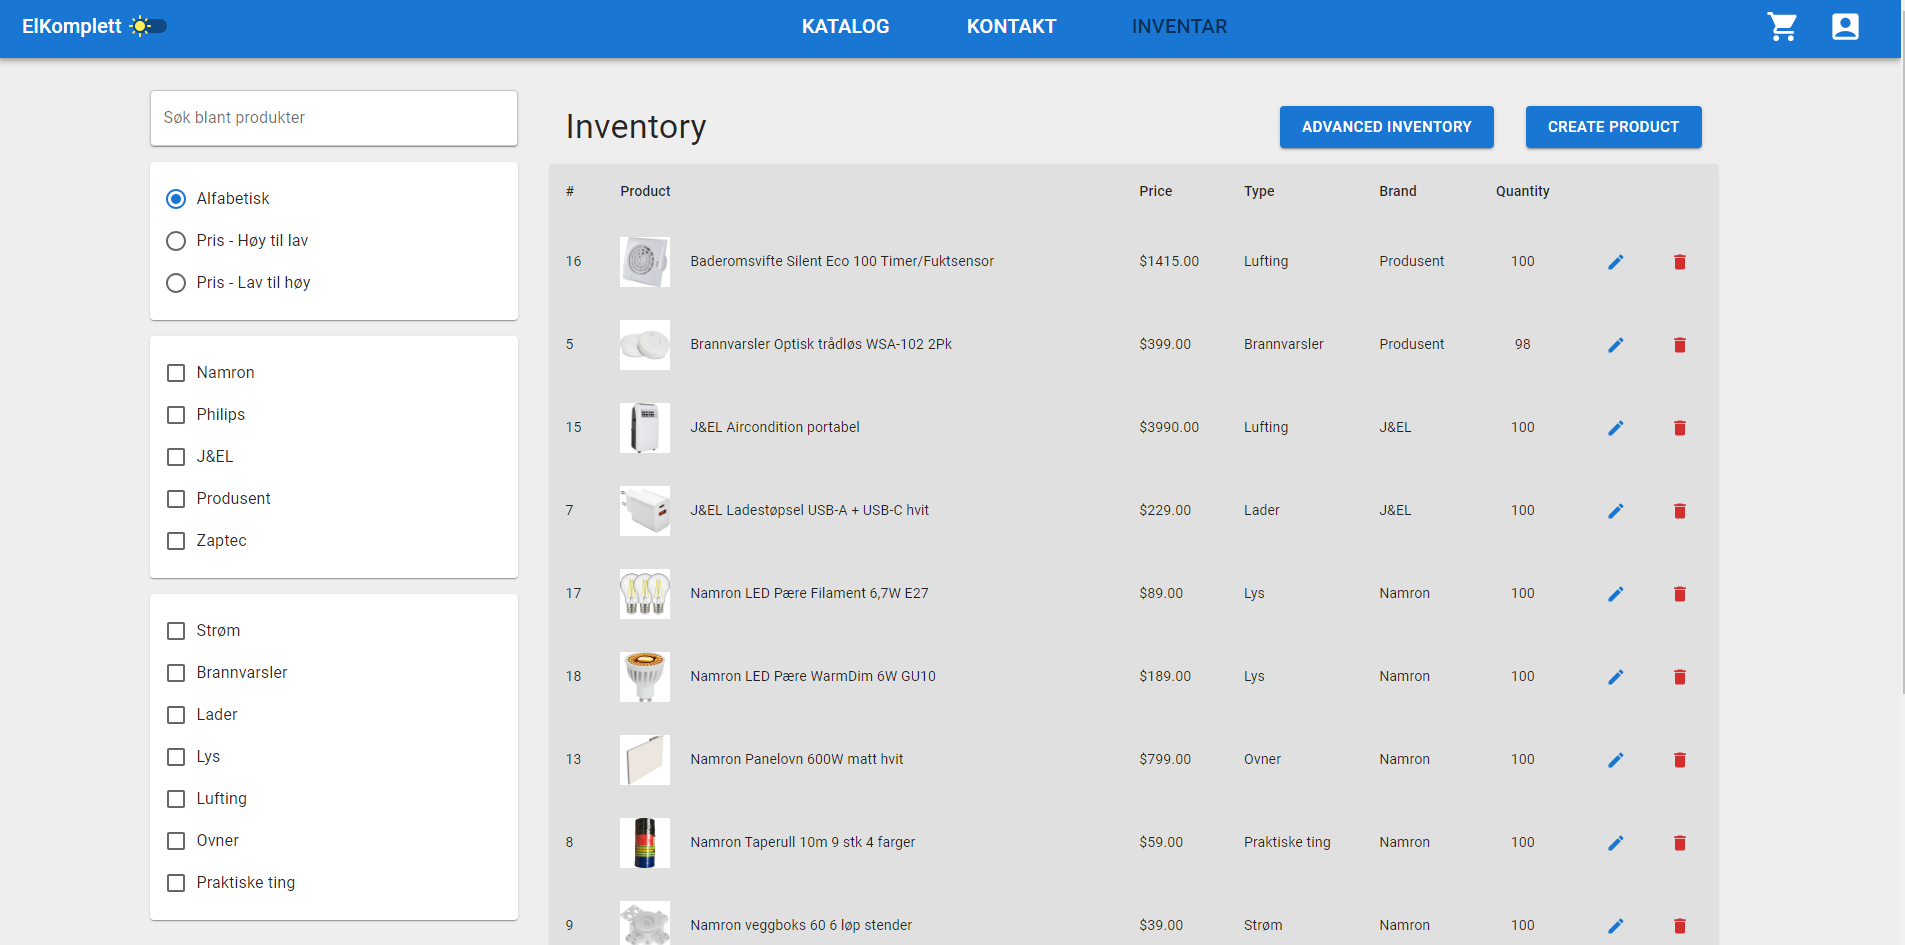 ElKomplett
KATALOG KONTAKT INVENTAR
Søk blant produkter
Alfabetisk
Pris - Høy til lav
Pris - Lav til høy
Namron
Philips
J&EL
Produsent
Zaptec
Strøm
Brannvarsler
Lader
Lys
Lufting
Ovner
Praktiske ting
Inventory
ADVANCED INVENTORY CREATE PRODUCT
# Product Price Type Brand Quantity
16 Baderomsvifte Silent Eco 100 Timer/Fuktsensor $1415.00 Lufting Produsent 100
5 Brannvarsler Optisk trådløs WSA-102 2Pk $399.00 Brannvarsler Produsent 98
15 J&EL Aircondition portabel $3990.00 Lufting J&EL 100
7 J&EL Ladestøpsel USB-A + USB-C hvit $229.00 Lader J&EL 100
17 Namron LED Pære Filament 6,7W E27 $89.00 Lys Namron 100
18 Namron LED Pære WarmDim 6W GU10 $189.00 Lys Namron 100
13 Namron Panelovn 600W matt hvit $799.00 Ovner Namron 100
8 Namron Taperull 10m 9 stk 4 farger $59.00 Praktiske ting Namron 100
9 Namron veggboks 60 6 løp stender $39.00 Strøm Namron 100